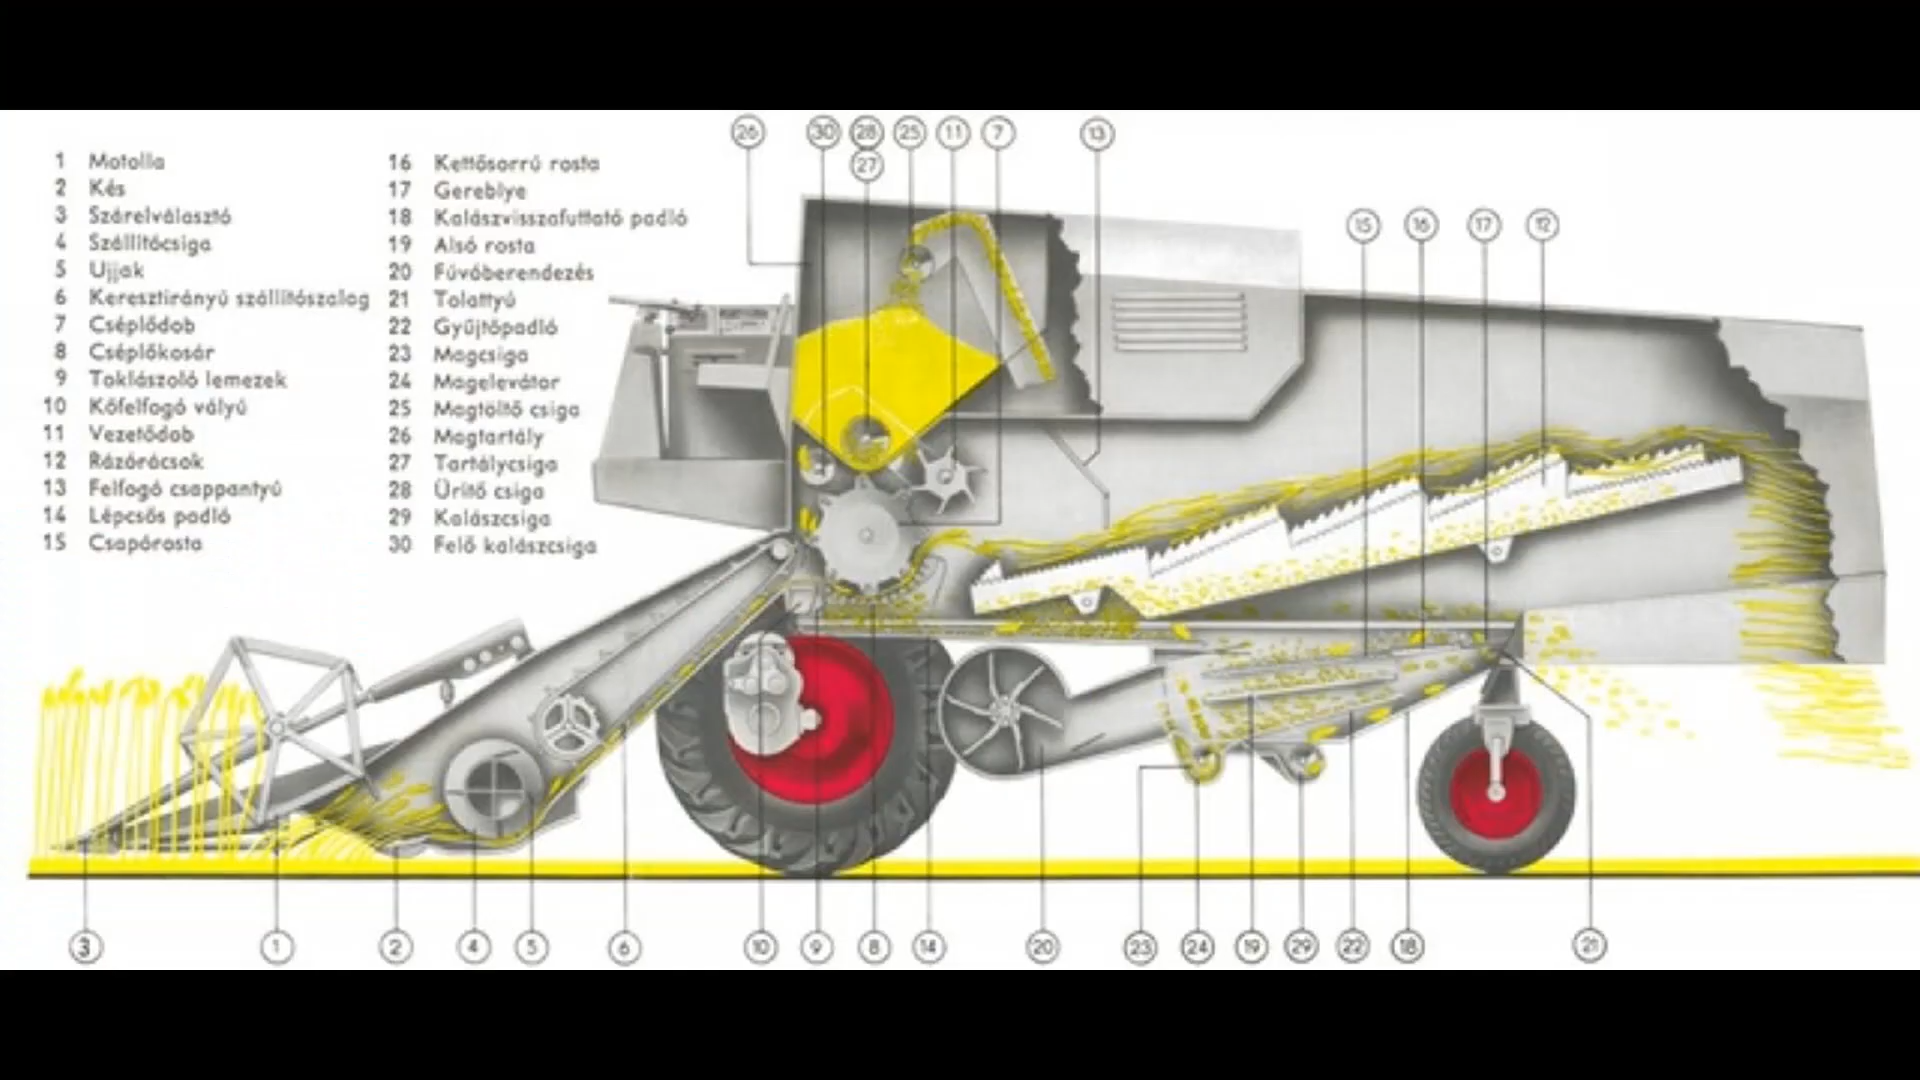 26 30 28 25 11 7 13
27
1 Motolla
2 Kés
3 Szárelválasztó
4 Szállítócsiga
5 Ujjak
6 Keresztirányú szállítószalag
7 Cséplődob
8 Cséplőkosár
9 Toklászoló lemezek
10 Kőfelfogó vályú
11 Vezetődob
12 Rázórácsok
13 Felfogó csappantyú
14 Lépcsős padló
15 Csapórosta
16 Kettősorrú rosta
17 Gereblye
18 Kalászvisszafuttató padló
19 Alsó rosta
20 Fúvóberendezés
21 Tolattyú
22 Gyűjtőpadló
23 Magcsiga
24 Magelevátor
25 Magtöltő csiga
26 Magtartály
27 Tartálycsiga
28 Ürítő csiga
29 Kalászcsiga
30 Felő kalászcsiga
15 16 17 12
3 1 2 4 5 6 10 9 8 14 20 23 24 19 29 22 18 21